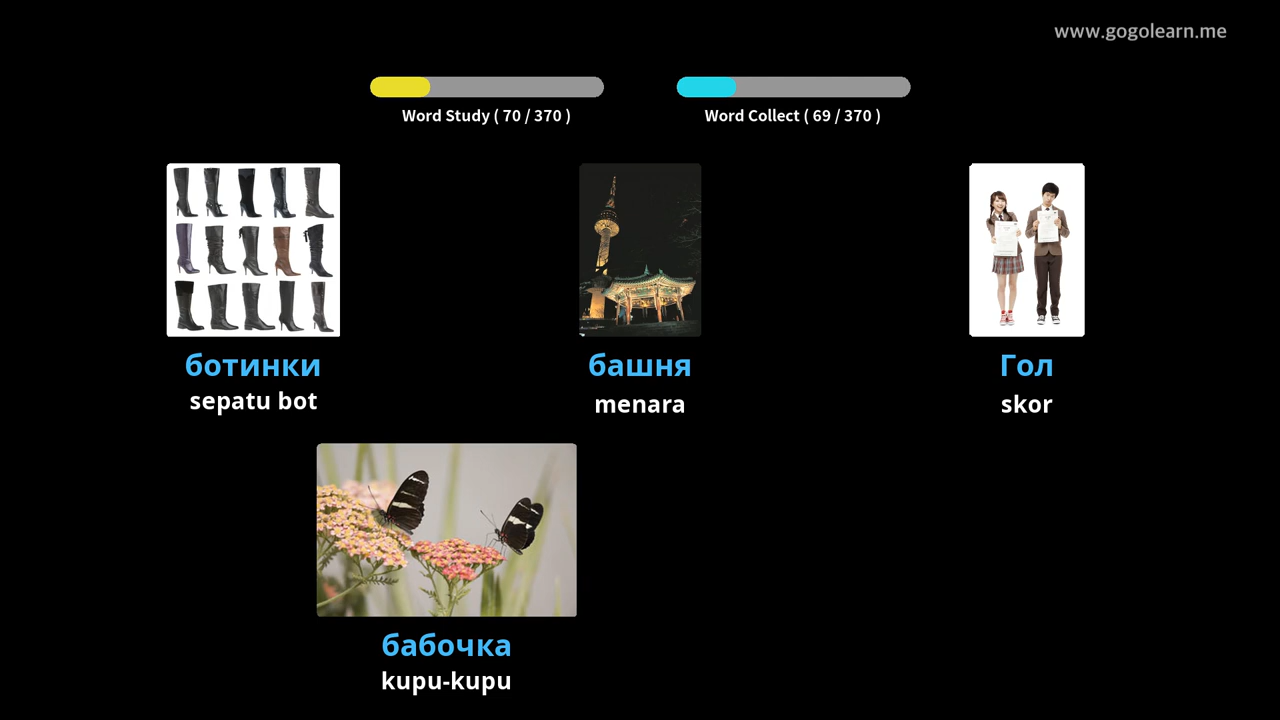 www.gogolearn.me
Word Study ( 70 / 370 )
Word Collect ( 69 / 370 )
ботинки
sepatu bot
башня
menara
Гол
skor
бабочка
kupu-kupu